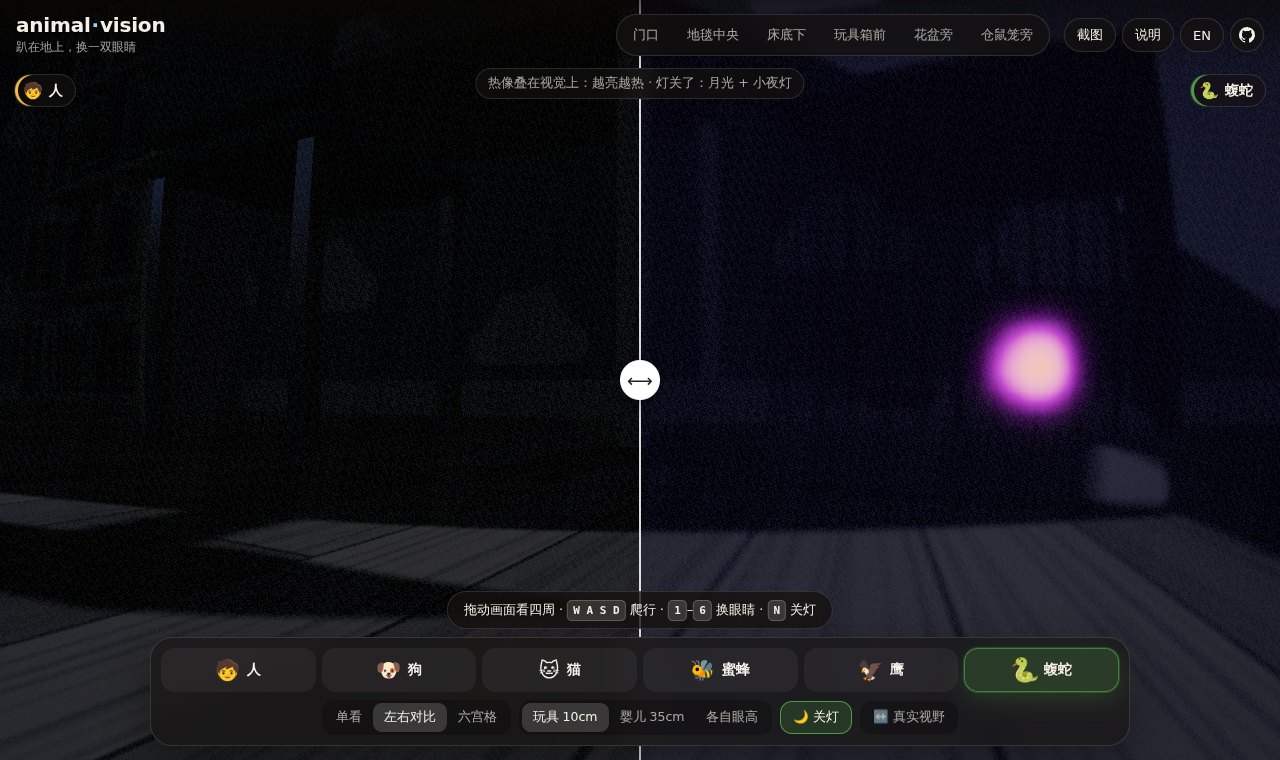 animal·vision
趴在地上，换一双眼睛
门口 地毯中央 床底下 玩具箱前 花盆旁 仓鼠笼旁 截图 说明 EN
热像叠在视觉上：越亮越热 · 灯关了：月光 + 小夜灯
人
蝮蛇
拖动画面看四周 · W A S D 爬行 · 1–6 换眼睛 · N 关灯
人 狗 猫 蜜蜂 鹰 蝮蛇
单看 左右对比 六宫格 玩具 10cm 婴儿 35cm 各自眼高 关灯 真实视野